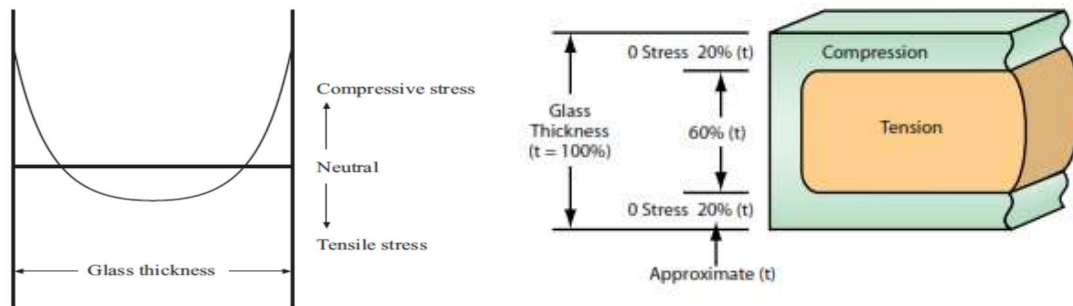 Compressive stress
Neutral
Tensile stress
Glass thickness
0 Stress 20% (t)
Compression
Glass
Thickness
(t = 100%)
60% (t)
Tension
0 Stress 20% (t)
Approximate (t)